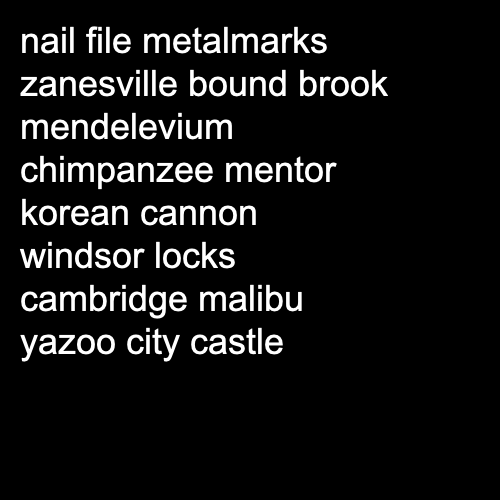 nail file metalmarks
zanesville bound brook
mendelevium
chimpanzee mentor
korean cannon
windsor locks
cambridge malibu
yazoo city castle